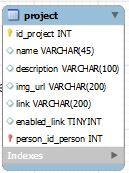 project
id_project INT
name VARCHAR(45)
description VARCHAR(100)
img_url VARCHAR(200)
link VARCHAR(200)
enabled_link TINYINT
person_id_person INT
Indexes